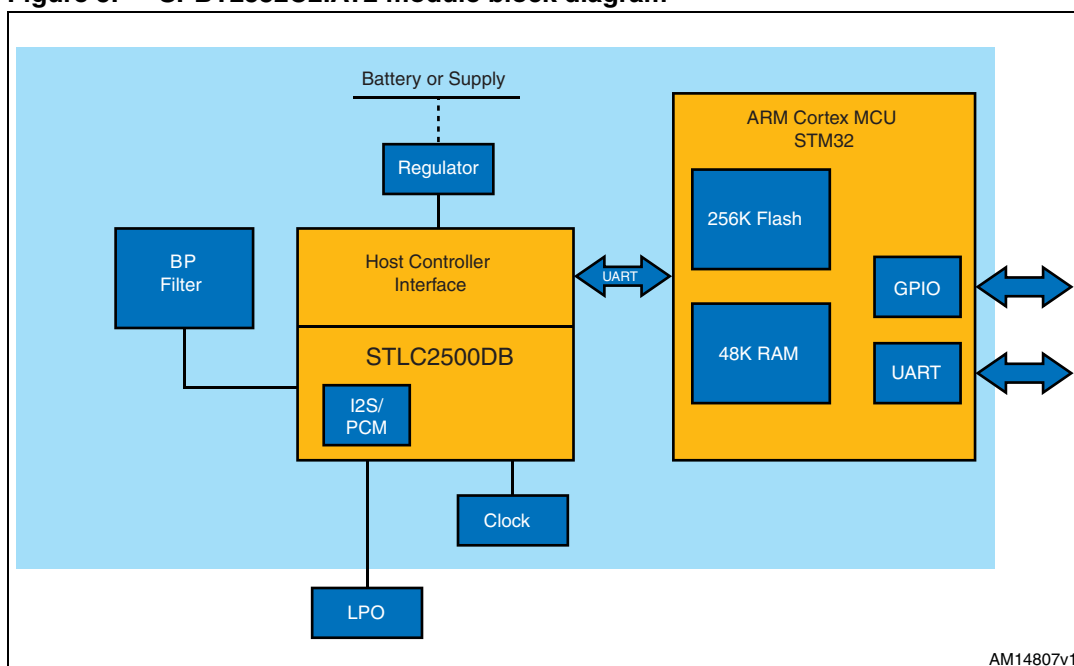 Battery or Supply
Regulator
BP
Filter
Host Controller
Interface
UART
STLC2500DB
I2S/
PCM
Clock
LPO
ARM Cortex MCU
STM32
256K Flash
48K RAM
GPIO
UART
AM14807v1